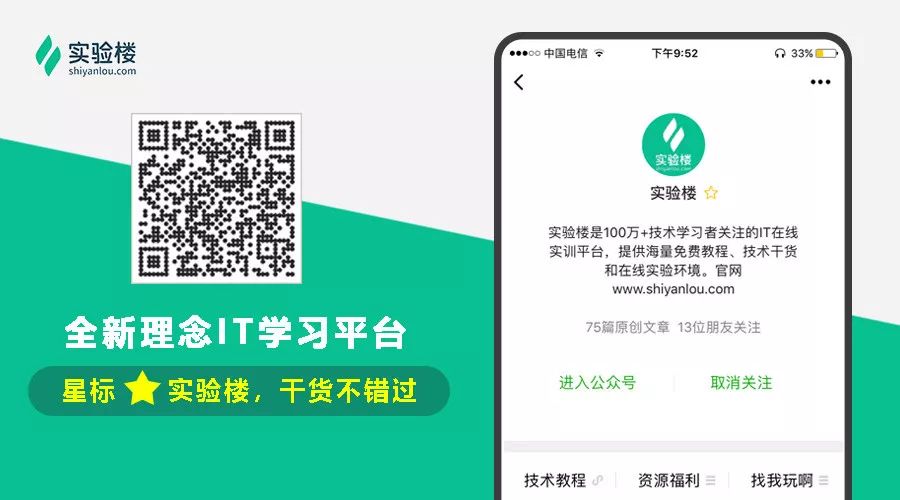 实验楼
shiyanlou.com
全新理念IT学习平台
星标 实验楼，干货不错过
中国电信 下午9:52 33%
实验楼
shiyanlou.com
实验楼
实验楼是100万+技术学习者关注的IT在线
实训平台，提供海量免费教程、技术干货
和在线实验环境。官网
www.shiyanlou.com
75篇原创文章 13位朋友关注
进入公众号 取消关注
技术教程 资源福利 找我玩啊